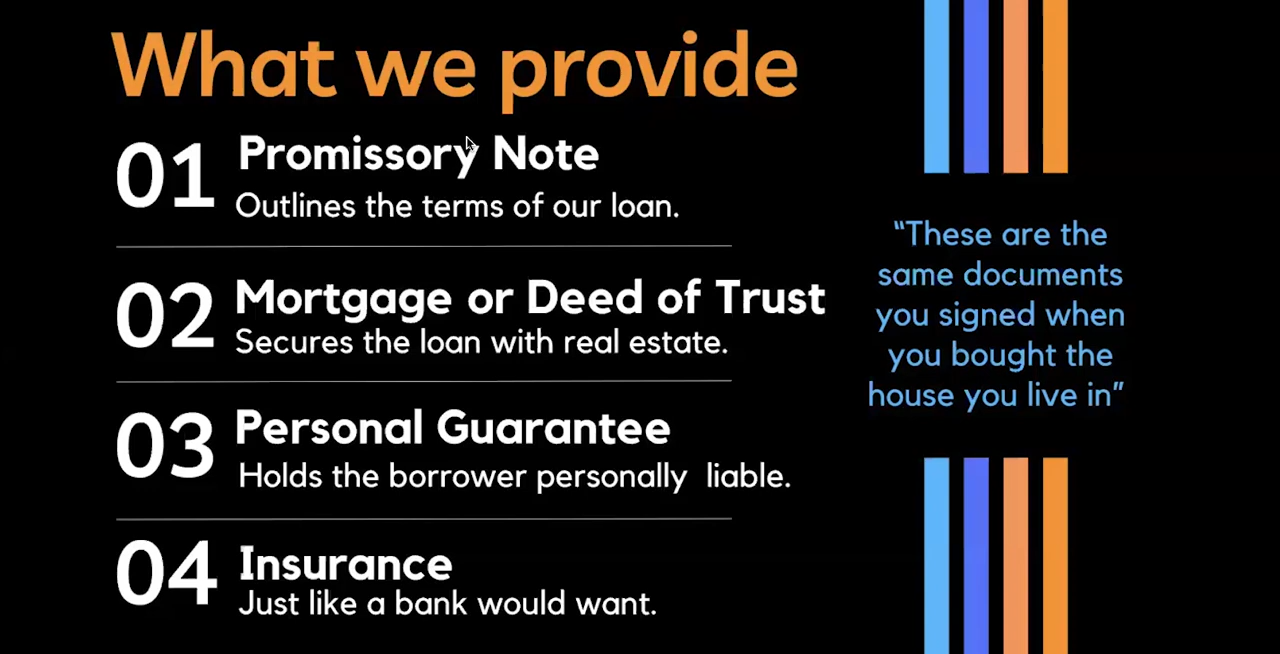 What we provide
01
Promissory Note
Outlines the terms of our loan.
02
Mortgage or Deed of Trust
Secures the loan with real estate.
03
Personal Guarantee
Holds the borrower personally  liable.
04
Insurance
Just like a bank would want.
“These are the
same documents
you signed when
you bought the
house you live in”